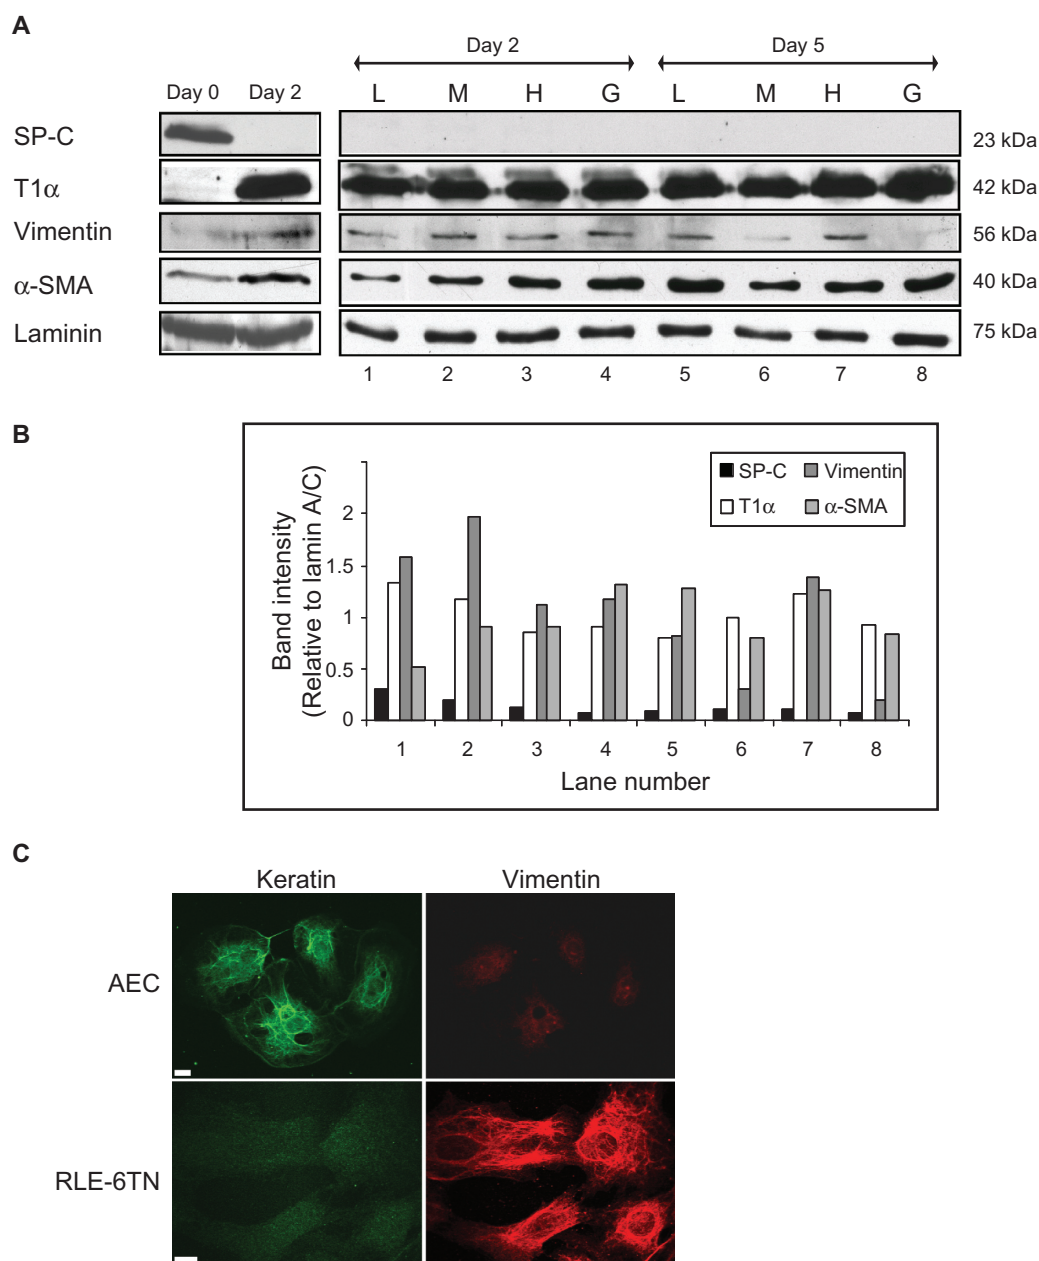 A
Day 2 Day 5
Day 0 Day 2 L M H G L M H G
SP-C 23 kDa
T1α 42 kDa
Vimentin 56 kDa
α-SMA 40 kDa
Laminin 75 kDa
1 2 3 4 5 6 7 8
B
Band intensity
(Relative to lamin A/C)
SP-C Vimentin
T1α α-SMA
2
1.5
1
0.5
0
1 2 3 4 5 6 7 8
Lane number
C
Keratin Vimentin
AEC
RLE-6TN